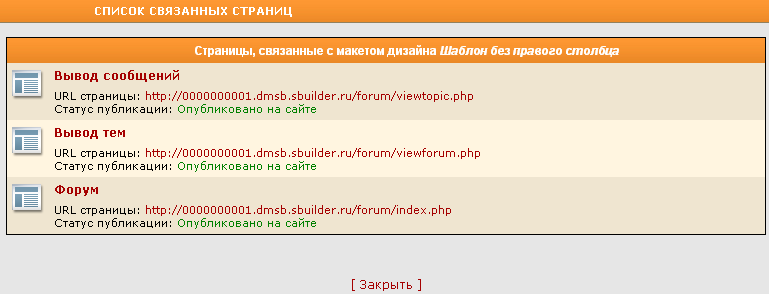 СПИСОК СВЯЗАННЫХ СТРАНИЦ
Страницы, связанные с макетом дизайна Шаблон без правого столбца
Вывод сообщений
URL страницы: http://0000000001.dmsb.sbuilder.ru/forum/viewtopic.php
Статус публикации: Опубликовано на сайте
Вывод тем
URL страницы: http://0000000001.dmsb.sbuilder.ru/forum/viewforum.php
Статус публикации: Опубликовано на сайте
Форум
URL страницы: http://0000000001.dmsb.sbuilder.ru/forum/index.php
Статус публикации: Опубликовано на сайте
[ Закрыть ]